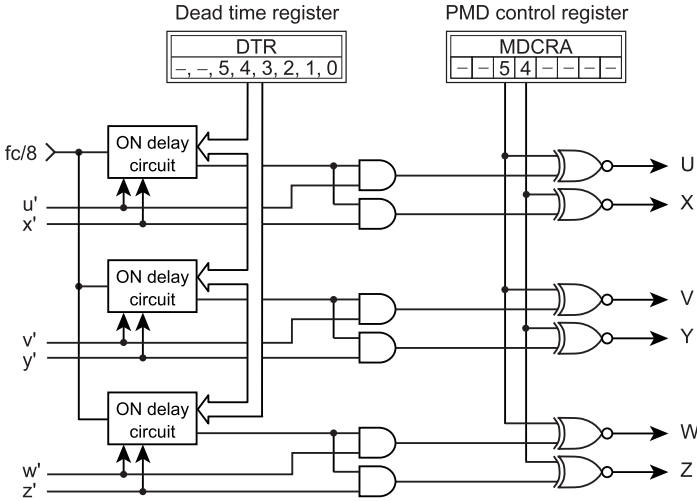 Dead time register
PMD control register
DTR
–, –, 5, 4, 3, 2, 1, 0
MDCRA
– – 5 4 – – – –
fc/8
ON delay
circuit
U
u'
X
x'
ON delay
circuit
V
v'
Y
y'
ON delay
circuit
W
w'
Z
z'